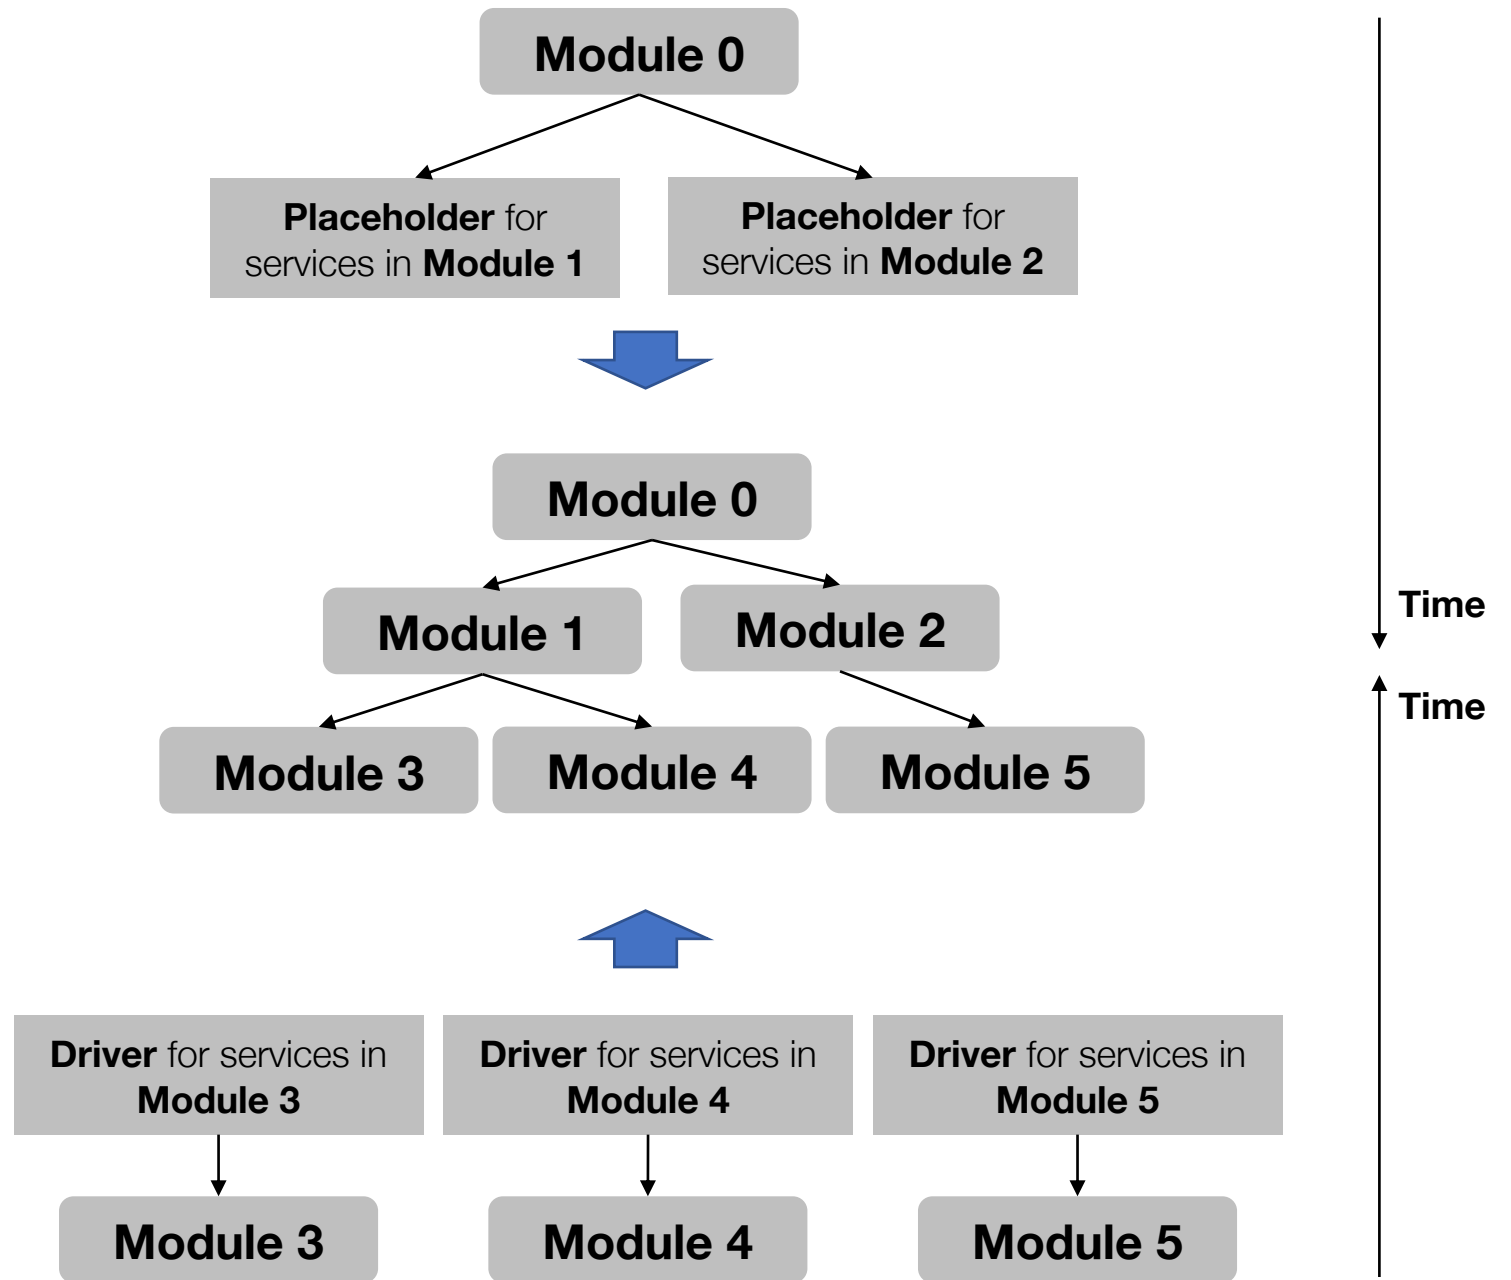 Module 0
Placeholder for
services in Module 1
Placeholder for
services in Module 2
Module 0
Module 1
Module 2
Time
Time
Module 3
Module 4
Module 5
Driver for services in
Module 3
Driver for services in
Module 4
Driver for services in
Module 5
Module 3
Module 4
Module 5